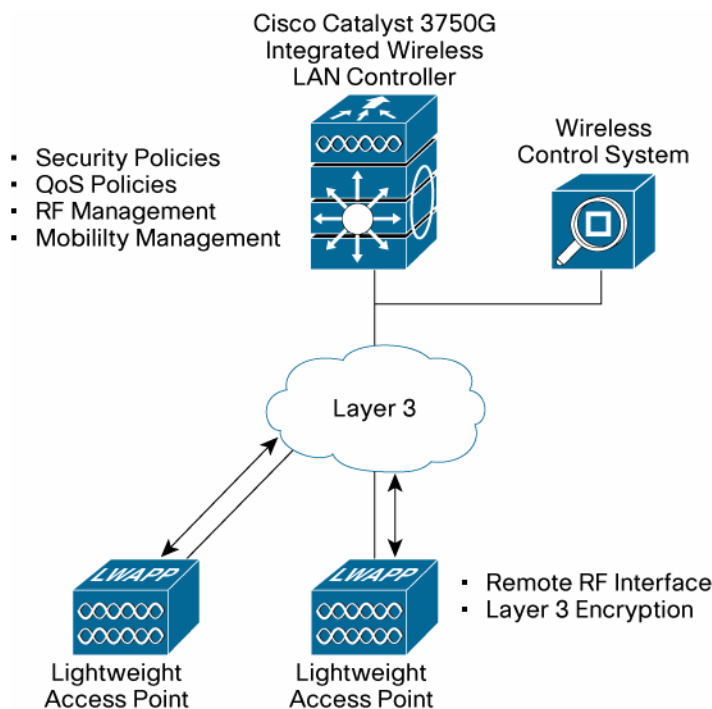 Cisco Catalyst 3750G
Integrated Wireless
LAN Controller
Wireless
Control System
▪ Security Policies
▪ QoS Policies
▪ RF Management
▪ Mobililty Management
Layer 3
LWAPP
LWAPP
▪ Remote RF Interface
▪ Layer 3 Encryption
Lightweight
Access Point
Lightweight
Access Point